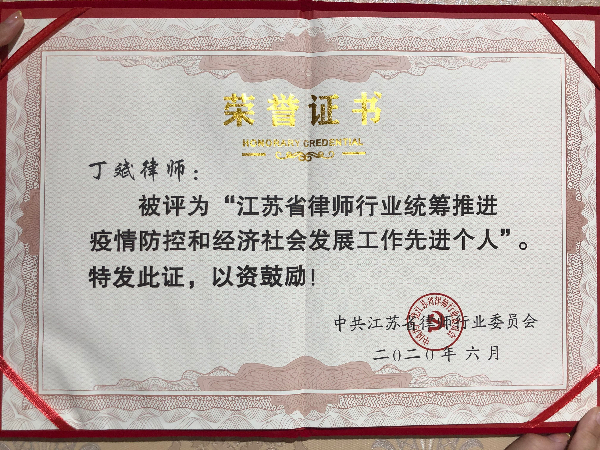 荣誉证书
HONORARY CREDENTIAL
丁斌律师：
被评为“江苏省律师行业统筹推进
疫情防控和经济社会发展工作先进个人”。
特发此证，以资鼓励！
中共江苏省律师行业委员会
二〇二〇年六月